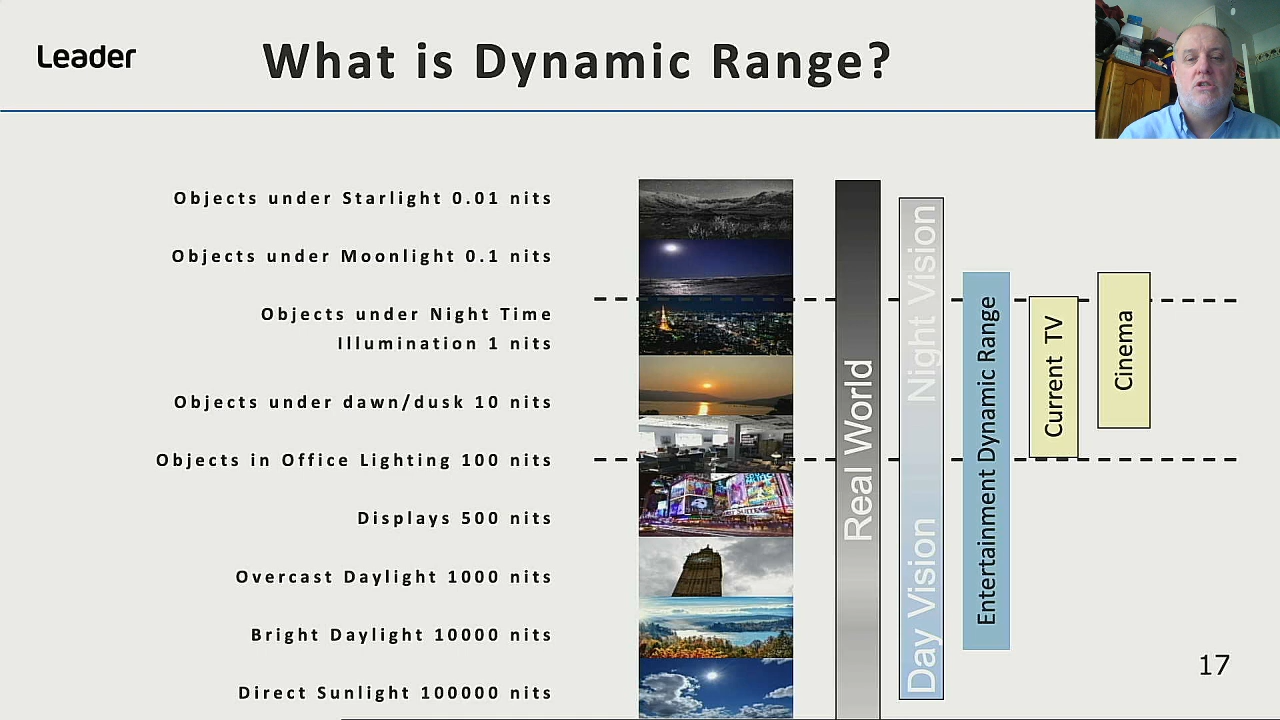 Leader
What is Dynamic Range?
Objects under Starlight 0.01 nits
Objects under Moonlight 0.1 nits
Objects under Night Time
Illumination 1 nits
Objects under dawn/dusk 10 nits
Objects in Office Lighting 100 nits
Displays 500 nits
Overcast Daylight 1000 nits
Bright Daylight 10000 nits
Direct Sunlight 100000 nits
Real World
Night Vision
Day Vision
Entertainment Dynamic Range
Current TV
Cinema
17